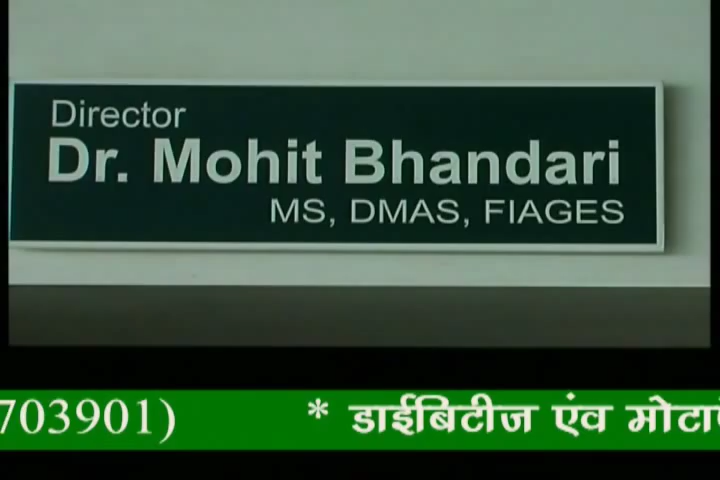 Director
Dr. Mohit Bhandari
MS, DMAS, FIAGES
703901) * डाईबिटीज एंव